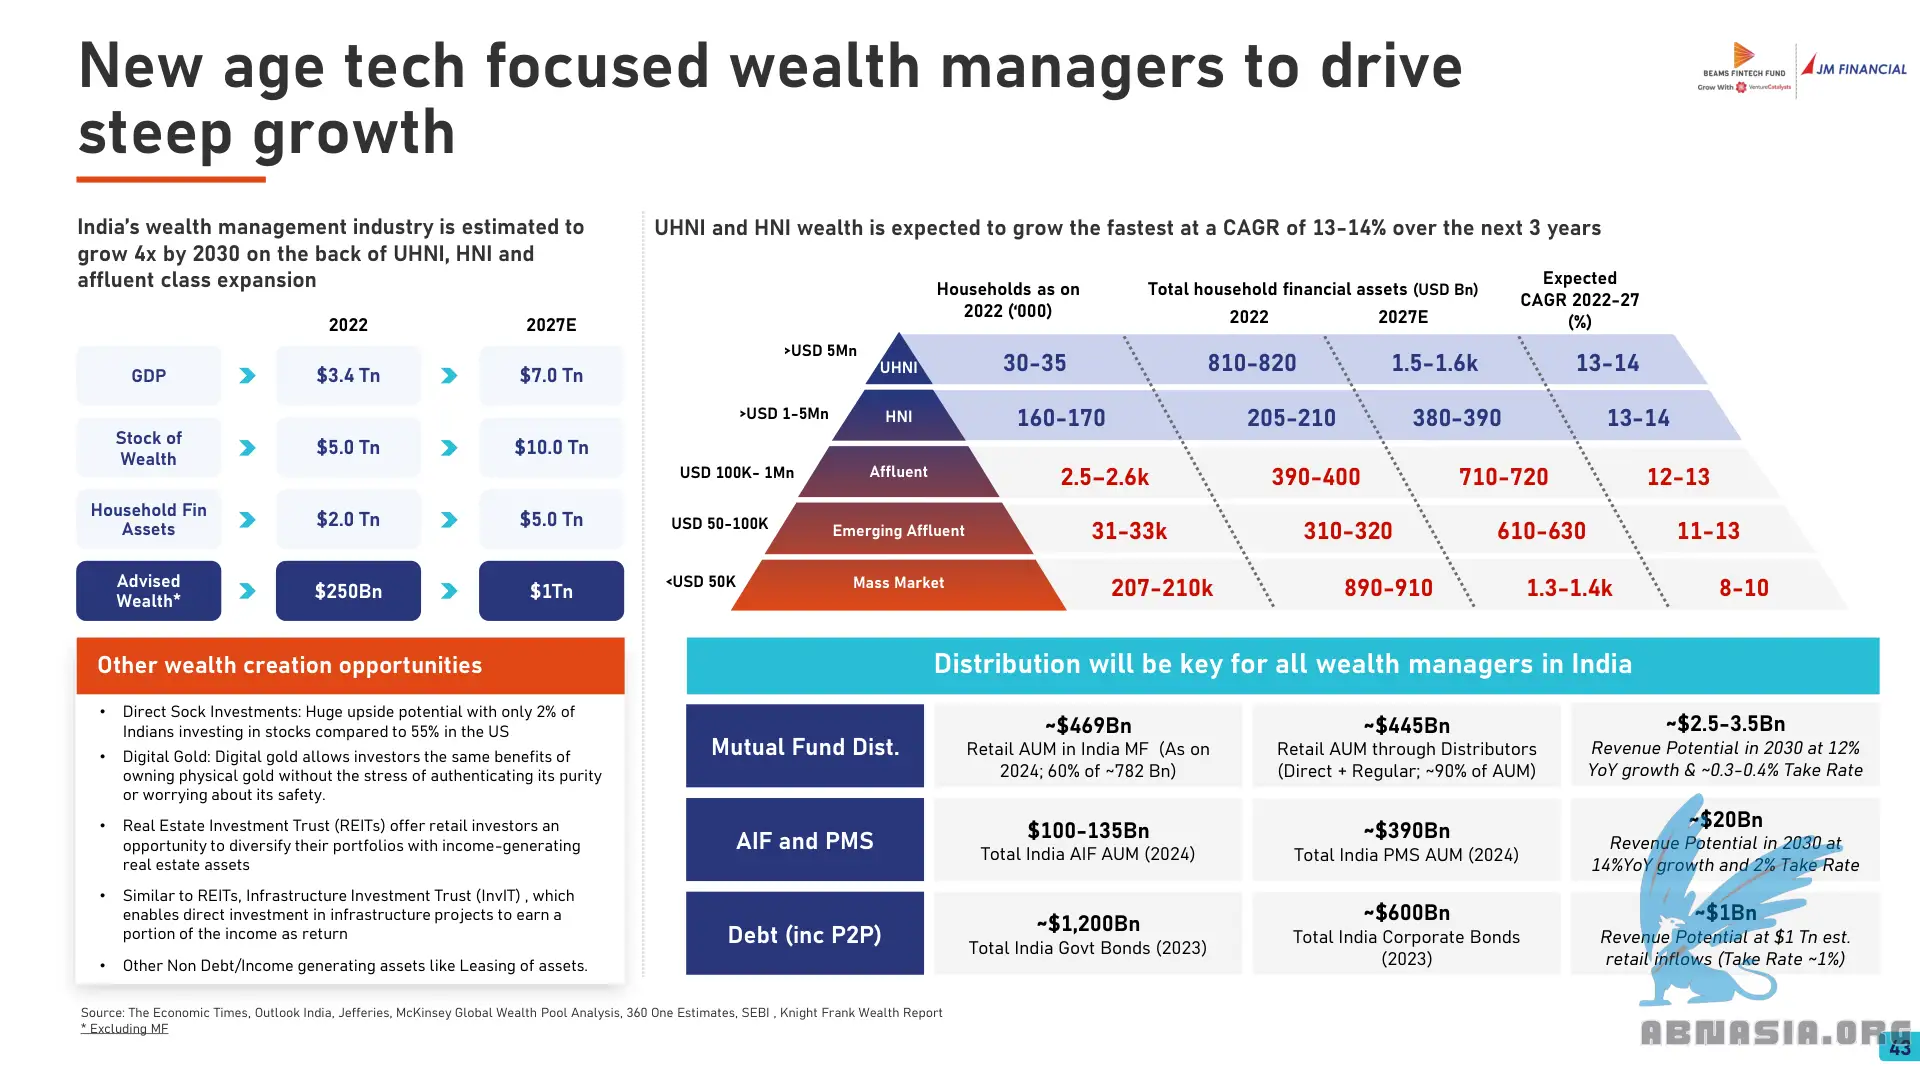 New age tech focused wealth managers to drive
steep growth
BEAMS FINTECH FUND
Grow With VentureCatalysts
JM FINANCIAL
India's wealth management industry is estimated to
grow 4x by 2030 on the back of UHNI, HNI and
affluent class expansion
2022 2027E
GDP $3.4 Tn $7.0 Tn
Stock of
Wealth
$5.0 Tn $10.0 Tn
Household Fin
Assets
$2.0 Tn $5.0 Tn
Advised
Wealth*
$250Bn $1Tn
Other wealth creation opportunities
• Direct Sock Investments: Huge upside potential with only 2% of
Indians investing in stocks compared to 55% in the US
• Digital Gold: Digital gold allows investors the same benefits of
owning physical gold without the stress of authenticating its purity
or worrying about its safety.
• Real Estate Investment Trust (REITs) offer retail investors an
opportunity to diversify their portfolios with income-generating
real estate assets
• Similar to REITs, Infrastructure Investment Trust (InvIT) , which
enables direct investment in infrastructure projects to earn a
portion of the income as return
• Other Non Debt/Income generating assets like Leasing of assets.
UHNI and HNI wealth is expected to grow the fastest at a CAGR of 13-14% over the next 3 years
Households as on
2022 ('000)
Total household financial assets (USD Bn)
2022 2027E
Expected
CAGR 2022-27
(%)
>USD 5Mn UHNI 30-35 810-820 1.5-1.6k 13-14
>USD 1-5Mn HNI 160-170 205-210 380-390 13-14
USD 100K- 1Mn Affluent 2.5-2.6k 390-400 710-720 12-13
USD 50-100K Emerging Affluent 31-33k 310-320 610-630 11-13
<USD 50K Mass Market 207-210k 890-910 1.3-1.4k 8-10
Distribution will be key for all wealth managers in India
Mutual Fund Dist.
~$469Bn
Retail AUM in India MF (As on
2024; 60% of ~782 Bn)
~$445Bn
Retail AUM through Distributors
(Direct + Regular; ~90% of AUM)
~$2.5-3.5Bn
Revenue Potential in 2030 at 12%
YoY growth & ~0.3-0.4% Take Rate
AIF and PMS
$100-135Bn
Total India AIF AUM (2024)
~$390Bn
Total India PMS AUM (2024)
~$20Bn
Revenue Potential in 2030 at
14%YoY growth and 2% Take Rate
Debt (inc P2P)
~$1,200Bn
Total India Govt Bonds (2023)
~$600Bn
Total India Corporate Bonds
(2023)
~$1Bn
Revenue Potential at $1 Tn est.
retail inflows (Take Rate ~1%)
Source: The Economic Times, Outlook India, Jefferies, McKinsey Global Wealth Pool Analysis, 360 One Estimates, SEBI , Knight Frank Wealth Report
* Excluding MF
ABNASIA.ORG
43